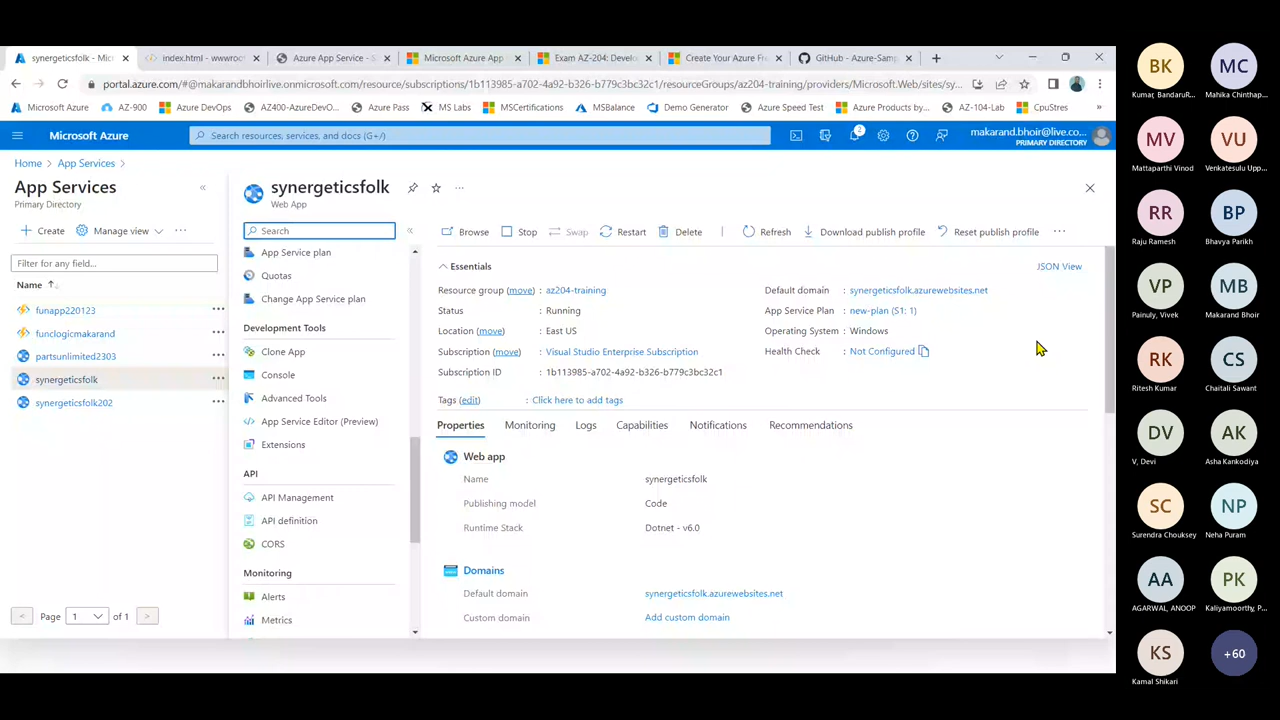 synergeticsfolk - Mic
index.html - wwwroo
Azure App Service - S
Microsoft Azure App
Exam AZ-204: Develo
Create Your Azure Fr
GitHub - Azure-Samp
portal.azure.com/#@makarandbhoirlive.onmicrosoft.com/resource/subscriptions/1b113985-a702-4a92-b326-b779c3bc32c1/resourceGroups/az204-training/providers/Microsoft.Web/sites/sy...
Microsoft Azure
AZ-900
Azure DevOps
AZ400-AzureDevO...
Azure Pass
MS Labs
MSCertifications
MSBalance
Demo Generator
Azure Speed Test
Azure Products by...
AZ-104-Lab
CpuStres
»
Microsoft Azure
Search resources, services, and docs (G+/)
2
makarand.bhoir@live.co...
PRIMARY DIRECTORY
Home > App Services >
App Services
Primary Directory
«
Create
Manage view
...
Filter for any field...
Name
funapp220123
...
funclogicmakarand
...
partsunlimited2303
...
synergeticsfolk
...
synergeticsfolk202
...
<
Page
1
of 1
>
synergeticsfolk
...
Web App
Search
«
App Service plan
Quotas
Change App Service plan
Development Tools
Clone App
Console
Advanced Tools
App Service Editor (Preview)
Extensions
API
API Management
API definition
CORS
Monitoring
Alerts
Metrics
Browse
Stop
Swap
Restart
Delete
Refresh
Download publish profile
Reset publish profile
...
Essentials
JSON View
Resource group (move) : az204-training
Status : Running
Location (move) : East US
Subscription (move) : Visual Studio Enterprise Subscription
Subscription ID : 1b113985-a702-4a92-b326-b779c3bc32c1
Default domain : synergeticsfolk.azurewebsites.net
App Service Plan : new-plan (S1: 1)
Operating System : Windows
Health Check : Not Configured
Tags (edit) : Click here to add tags
Properties
Monitoring
Logs
Capabilities
Notifications
Recommendations
Web app
Name synergeticsfolk
Publishing model Code
Runtime Stack Dotnet - v6.0
Domains
Default domain synergeticsfolk.azurewebsites.net
Custom domain Add custom domain
BK
Kumar, BandaruR...
MC
Mahika Chinthap...
MV
Mattaparthi Vinod
VU
Venkatesulu Upp...
RR
Raju Ramesh
BP
Bhavya Parikh
VP
Painuly, Vivek
MB
Makarand Bhoir
RK
Ritesh Kumar
CS
Chaitali Sawant
DV
V, Devi
AK
Asha Kankodiya
SC
Surendra Chouksey
NP
Neha Puram
AA
AGARWAL, ANOOP
PK
Kaliyamoorthy, P...
KS
Kamal Shikari
+60